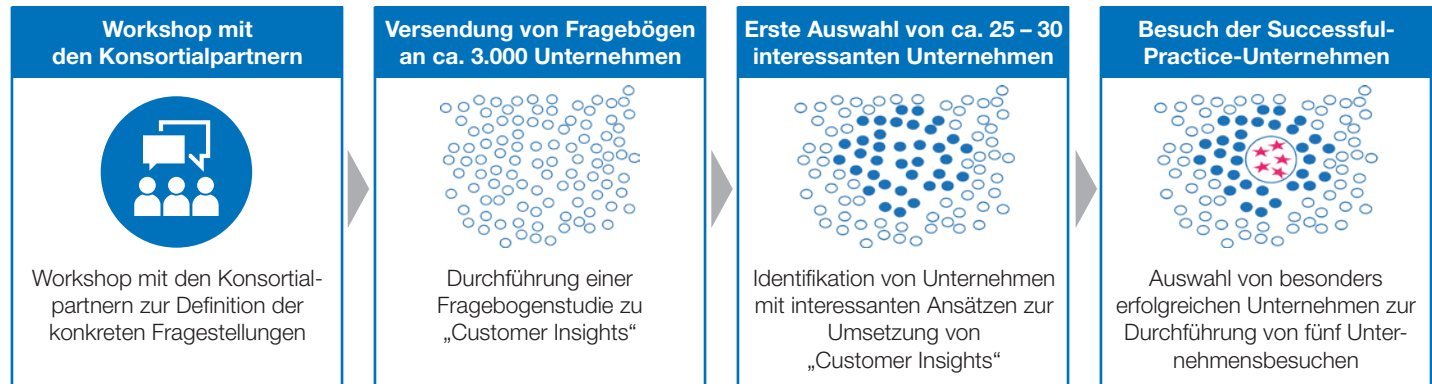 Workshop mit
den Konsortialpartnern
Workshop mit den Konsortial-
partnern zur Definition der
konkreten Fragestellungen
Versendung von Fragebögen
an ca. 3.000 Unternehmen
Durchführung einer
Fragebogenstudie zu
„Customer Insights“
Erste Auswahl von ca. 25 – 30
interessanten Unternehmen
Identifikation von Unternehmen
mit interessanten Ansätzen zur
Umsetzung von
„Customer Insights“
Besuch der Successful-
Practice-Unternehmen
Auswahl von besonders
erfolgreichen Unternehmen zur
Durchführung von fünf Unter-
nehmensbesuchen